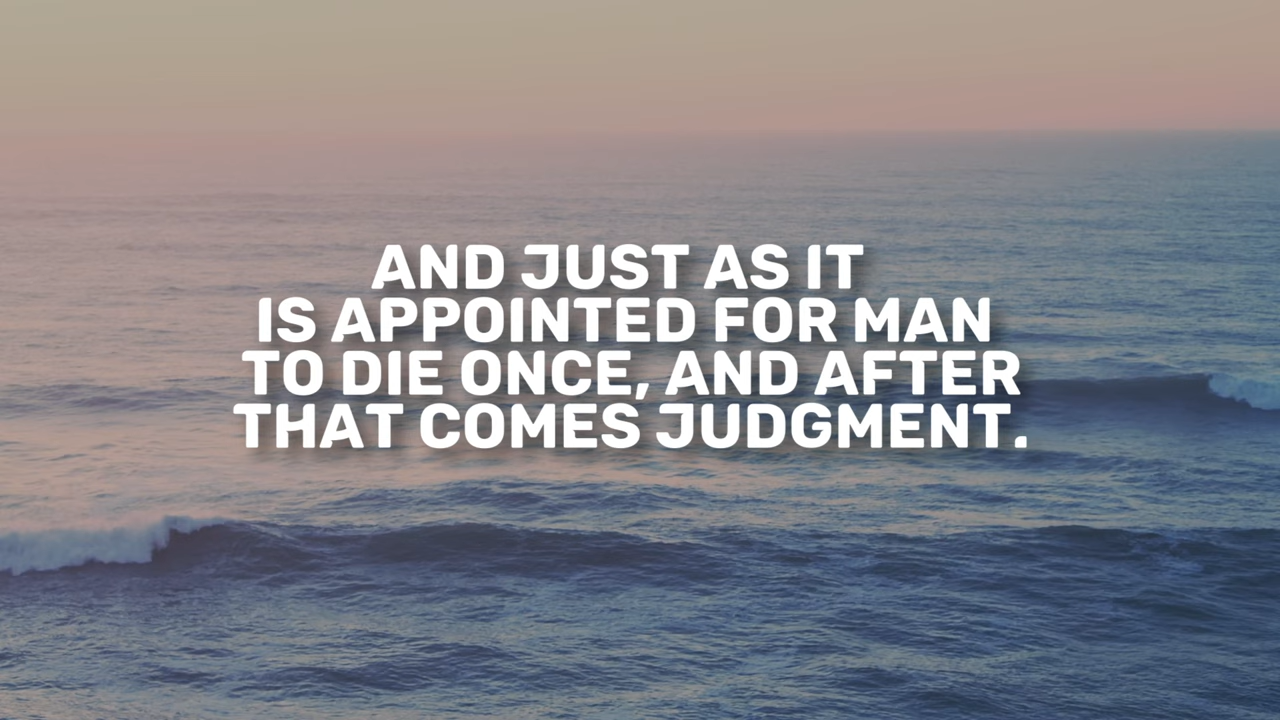 AND JUST AS IT
IS APPOINTED FOR MAN
TO DIE ONCE, AND AFTER
THAT COMES JUDGMENT.